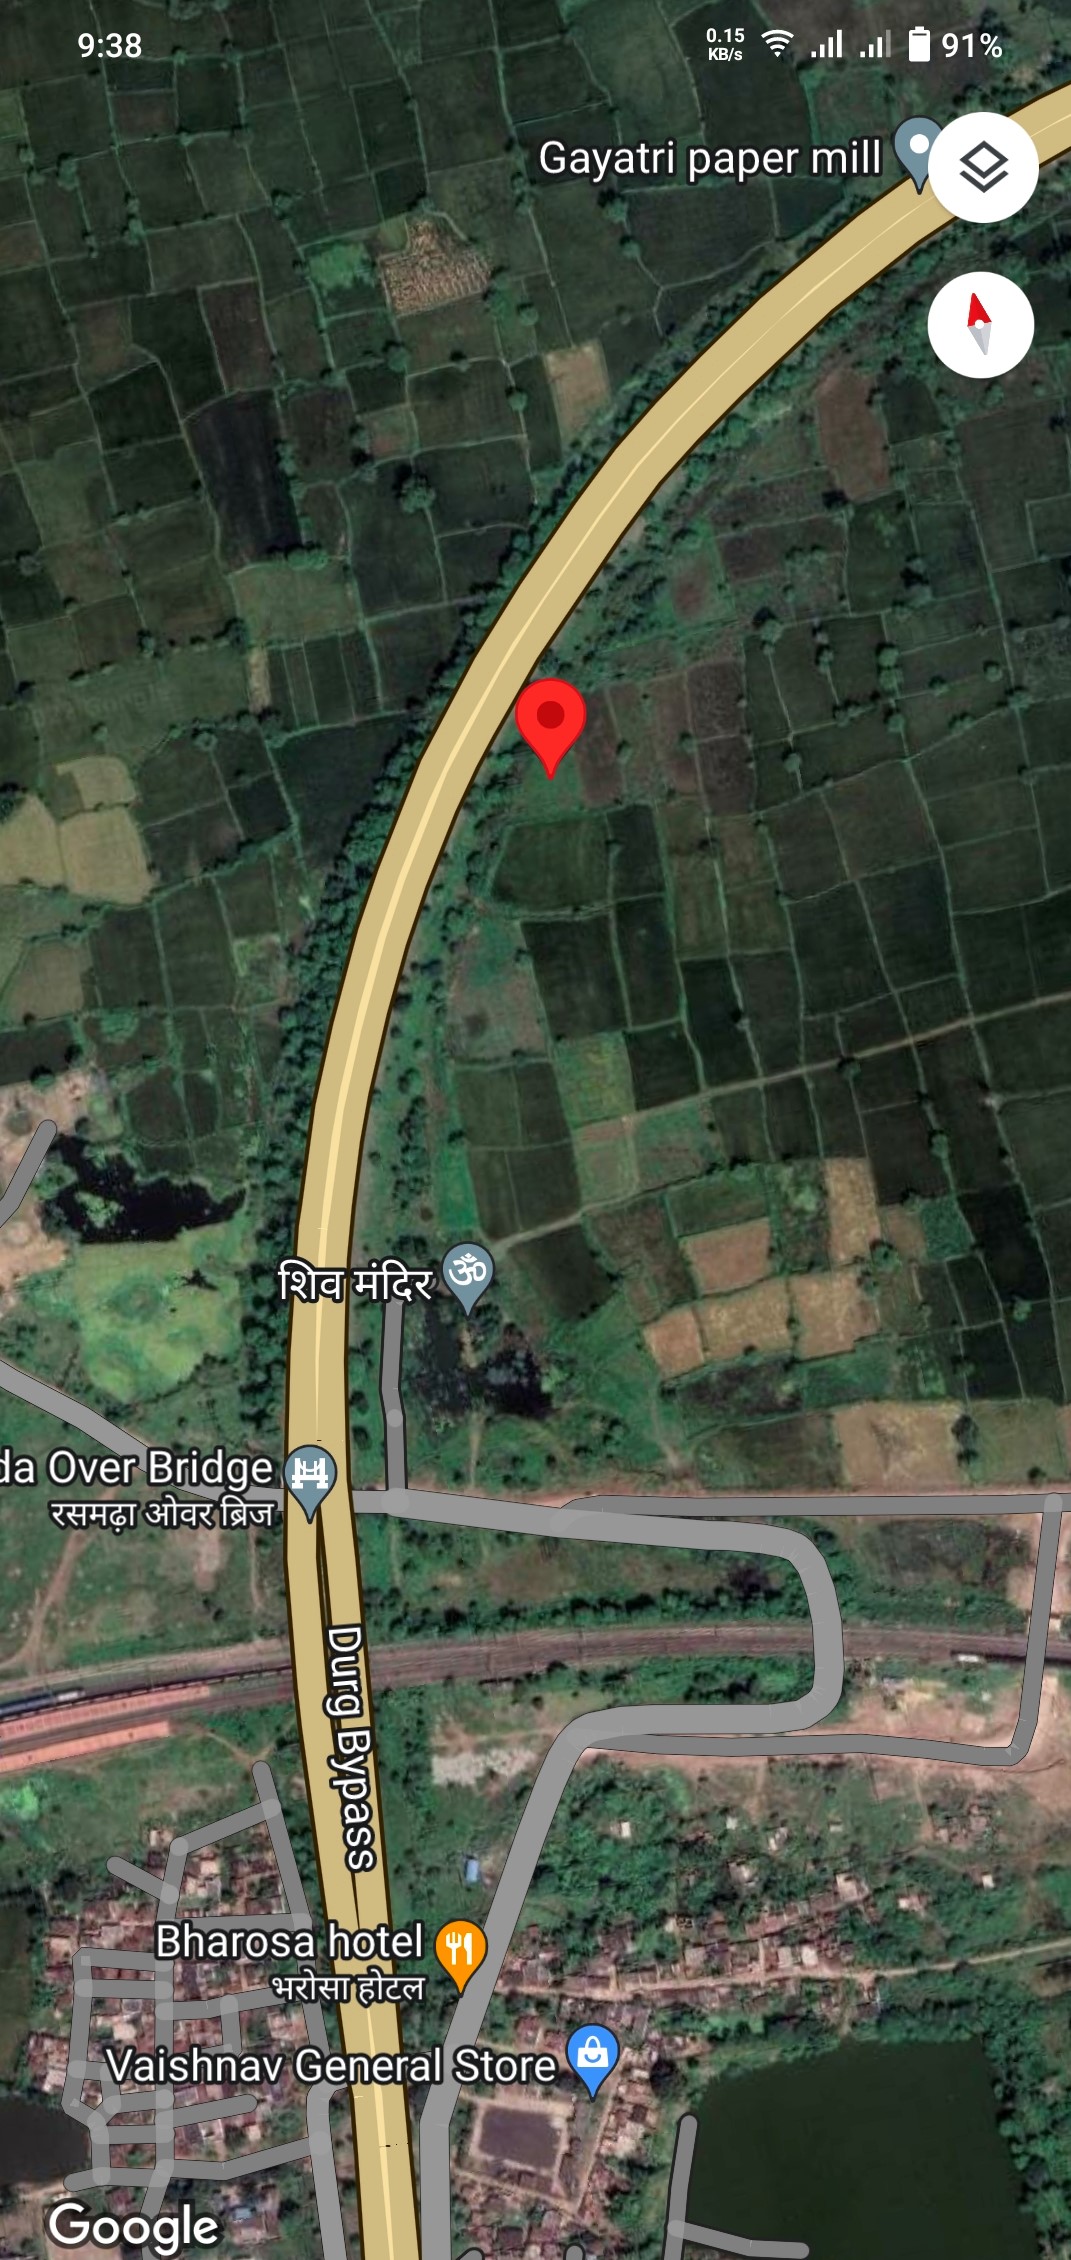 9:38
0.15
KB/s
91%
Gayatri paper mill
शिव मंदिर
ॐ
da Over Bridge
रसमढ़ा ओवर ब्रिज
Durg Bypass
Bharosa hotel
भरोसा होटल
Vaishnav General Store
Google